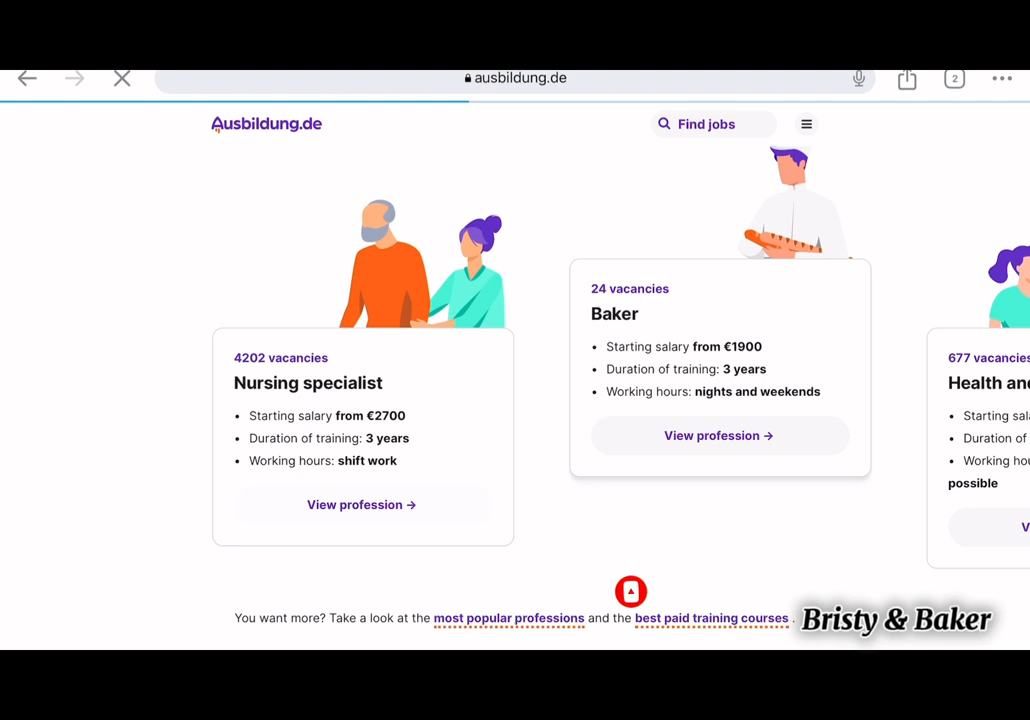 ausbildung.de
2
Ausbildung.de
Find jobs
4202 vacancies
Nursing specialist
• Starting salary from €2700
• Duration of training: 3 years
• Working hours: shift work
View profession →
24 vacancies
Baker
• Starting salary from €1900
• Duration of training: 3 years
• Working hours: nights and weekends
View profession →
677 vacancies
Health and
• Starting
• Duration of
• Working
possible
You want more? Take a look at the most popular professions and the best paid training courses .
Bristy & Baker